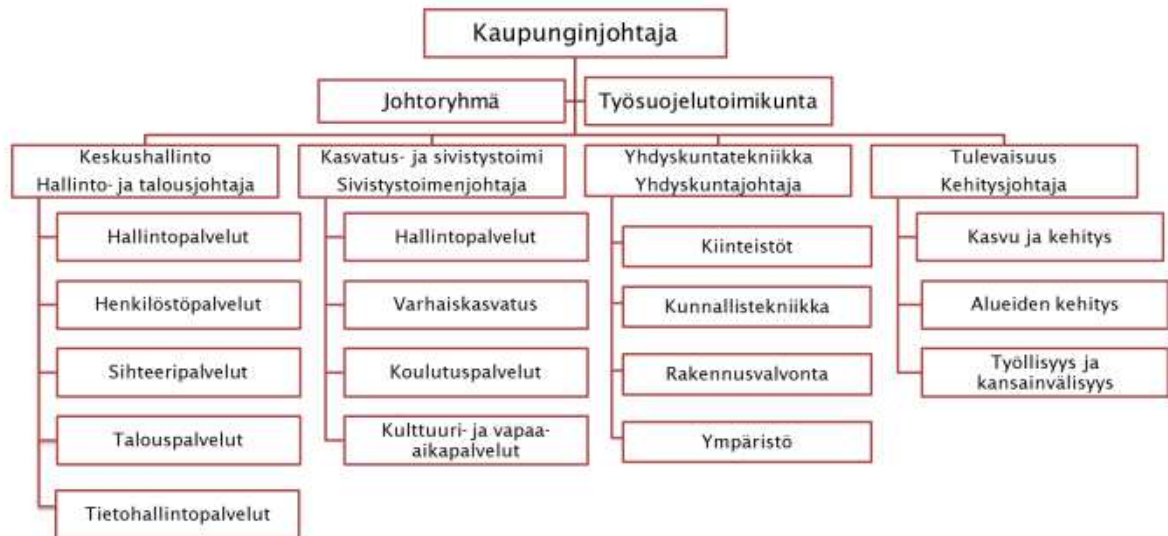 Kaupunginjohtaja
Johtoryhmä
Työsuojelutoimikunta
Keskushallinto
Hallinto- ja talousjohtaja
Hallintopalvelut
Henkilöstöpalvelut
Sihteeripalvelut
Talouspalvelut
Tietohallintopalvelut
Kasvatus- ja sivistystoimi
Sivistystoimenjohtaja
Hallintopalvelut
Varhaiskasvatus
Koulutuspalvelut
Kulttuuri- ja vapaa-
aikapalvelut
Yhdyskuntatekniikka
Yhdyskuntajohtaja
Kiinteistöt
Kunnallistekniikka
Rakennusvalvonta
Ympäristö
Tulevaisuus
Kehitysjohtaja
Kasvu ja kehitys
Alueiden kehitys
Työllisyys ja
kansainvälisyys